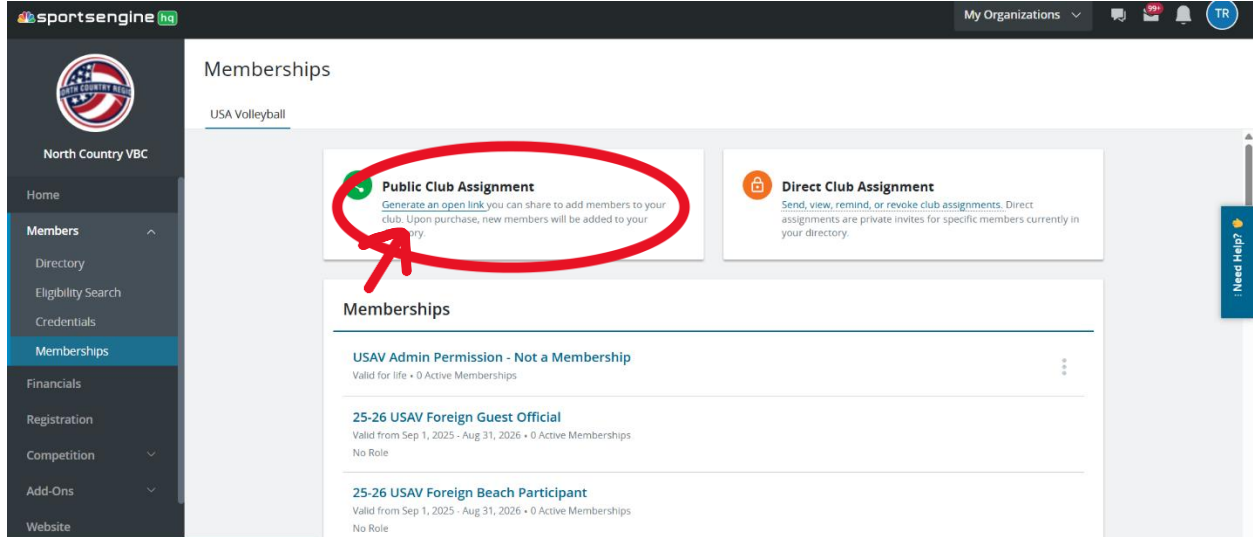 sportsengine hq
My Organizations
99+
TR
NORTH COUNTRY REGION
North Country VBC
Home
Members
Directory
Eligibility Search
Credentials
Memberships
Financials
Registration
Competition
Add-Ons
Website
Memberships
USA Volleyball
Public Club Assignment
Generate an open link you can share to add members to your
club. Upon purchase, new members will be added to your
Direct Club Assignment
Send, view, remind, or revoke club assignments. Direct
assignments are private invites for specific members currently in
your directory.
Memberships
USAV Admin Permission - Not a Membership
Valid for life • 0 Active Memberships
25-26 USAV Foreign Guest Official
Valid from Sep 1, 2025 - Aug 31, 2026 • 0 Active Memberships
No Role
25-26 USAV Foreign Beach Participant
Valid from Sep 1, 2025 - Aug 31, 2026 • 0 Active Memberships
No Role
Need Help?